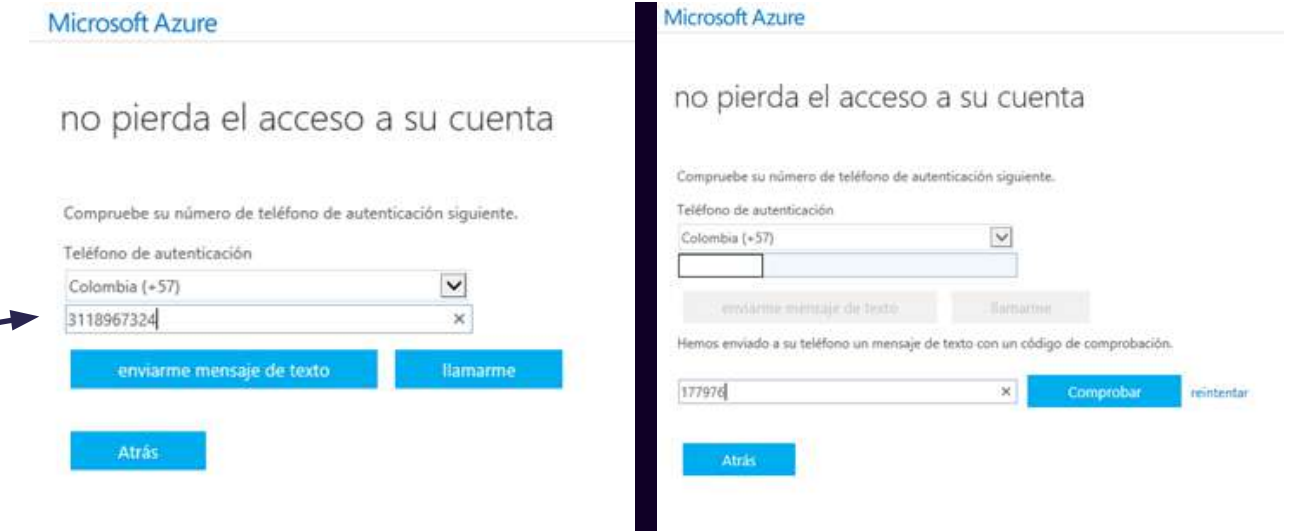 Microsoft Azure
no pierda el acceso a su cuenta
Compruebe su número de teléfono de autenticación siguiente.
Teléfono de autenticación
Colombia (+57)
3118967324
enviarme mensaje de texto
llamarme
Atrás
Microsoft Azure
no pierda el acceso a su cuenta
Compruebe su número de teléfono de autenticación siguiente.
Teléfono de autenticación
Colombia (+57)
enviarme mensaje de texto
llamarme
Hemos enviado a su teléfono un mensaje de texto con un código de comprobación.
177976
Comprobar
reintentar
Atrás